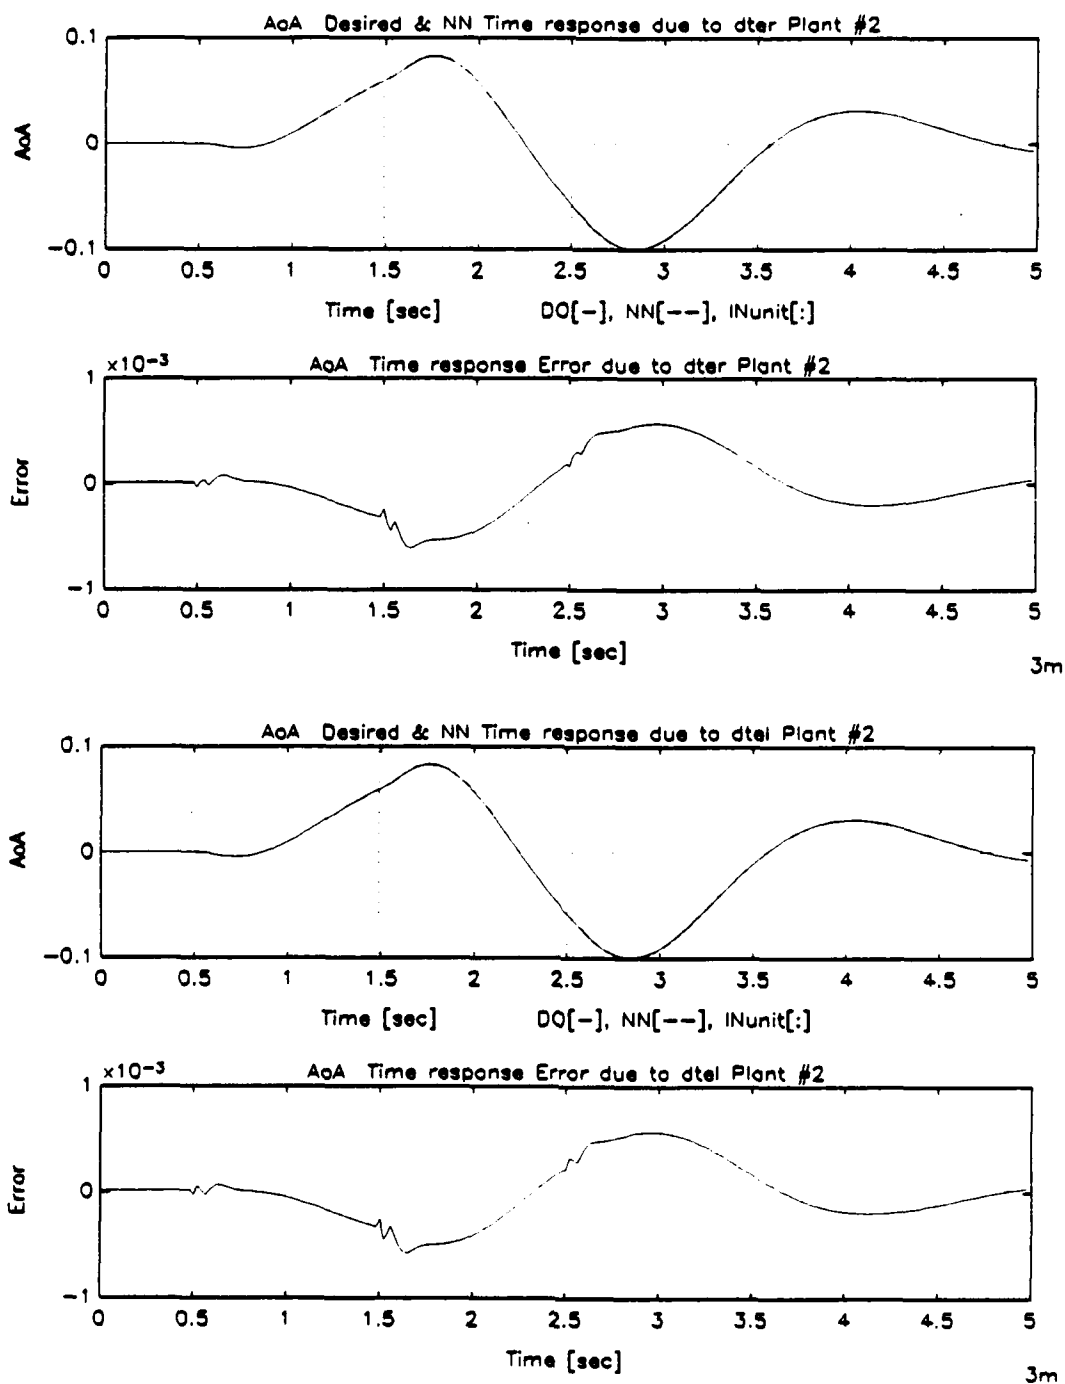 AoA Desired & NN Time response due to dter Plant #2
0.1
0
-0.1
AoA
0 0.5 1 1.5 2 2.5 3 3.5 4 4.5 5
Time [sec] DO[-], NN[--], INunit[:]
×10-3 AoA Time response Error due to dter Plant #2
1
0
-1
Error
0 0.5 1 1.5 2 2.5 3 3.5 4 4.5 5
Time [sec]
3m
AoA Desired & NN Time response due to dtel Plant #2
0.1
0
-0.1
AoA
0 0.5 1 1.5 2 2.5 3 3.5 4 4.5 5
Time [sec] DO[-], NN[--], INunit[:]
×10-3 AoA Time response Error due to dtel Plant #2
1
0
-1
Error
0 0.5 1 1.5 2 2.5 3 3.5 4 4.5 5
Time [sec]
3m